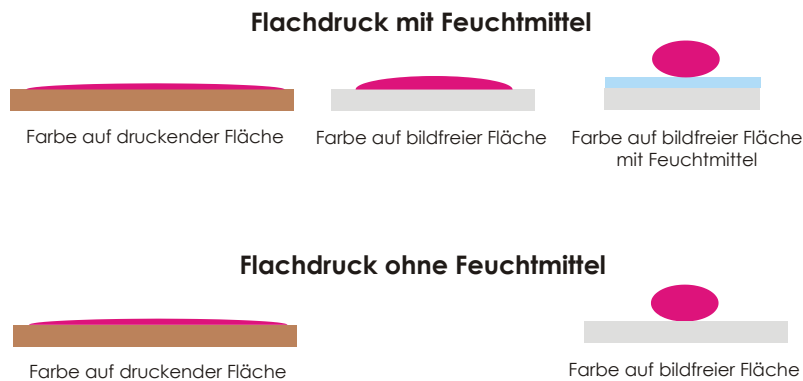 Flachdruck mit Feuchtmittel
Farbe auf druckender Fläche
Farbe auf bildfreier Fläche
Farbe auf bildfreier Fläche
mit Feuchtmittel
Flachdruck ohne Feuchtmittel
Farbe auf druckender Fläche
Farbe auf bildfreier Fläche